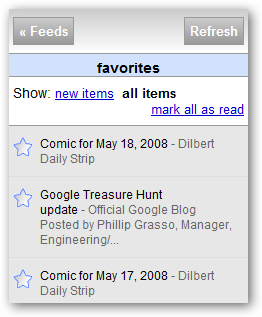 « Feeds Refresh
favorites
Show: new items all items
mark all as read
Comic for May 18, 2008 - Dilbert
Daily Strip
Google Treasure Hunt
update - Official Google Blog
Posted by Phillip Grasso, Manager,
Engineering/...
Comic for May 17, 2008 - Dilbert
Daily Strip